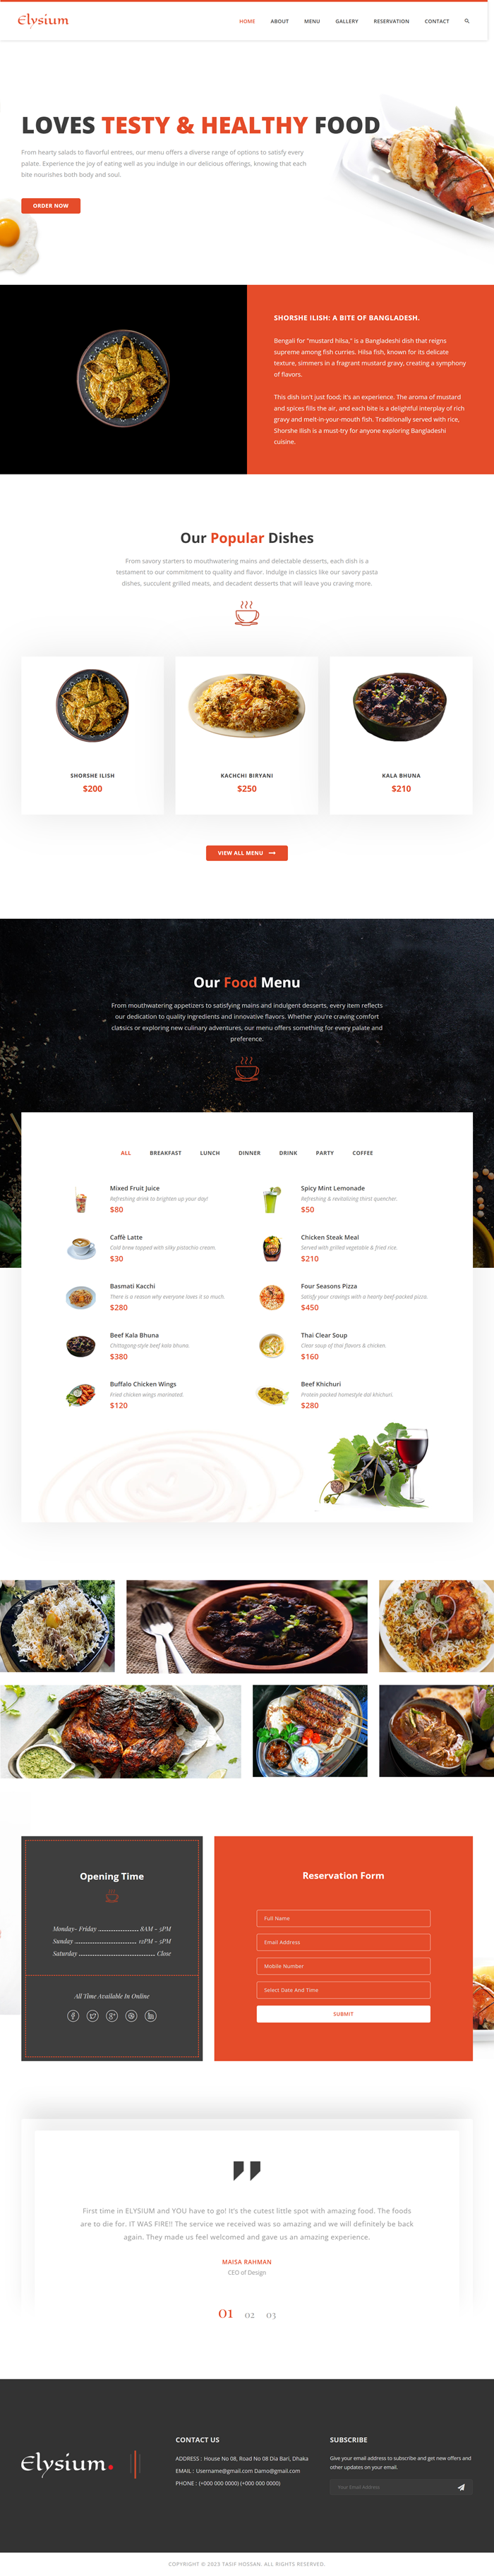 Elysium
HOME ABOUT MENU GALLERY RESERVATION CONTACT
LOVES TESTY & HEALTHY FOOD
From hearty salads to flavorful entrees, our menu offers a diverse range of options to satisfy every
palate. Experience the joy of eating well as you indulge in our delicious offerings, knowing that each
bite nourishes both body and soul.
ORDER NOW
SHORSHE ILISH: A BITE OF BANGLADESH.
Bengali for "mustard hilsa," is a Bangladeshi dish that reigns
supreme among fish curries. Hilsa fish, known for its delicate
texture, simmers in a fragrant mustard gravy, creating a symphony
of flavors.
This dish isn't just food; it's an experience. The aroma of mustard
and spices fills the air, and each bite is a delightful interplay of rich
gravy and melt-in-your-mouth fish. Traditionally served with rice,
Shorshe Ilish is a must-try for anyone exploring Bangladeshi
cuisine.
Our Popular Dishes
From savory starters to mouthwatering mains and delectable desserts, each dish is a
testament to our commitment to quality and flavor. Indulge in classics like our savory pasta
dishes, succulent grilled meats, and decadent desserts that will leave you craving more.
SHORSHE ILISH
$200
KACHCHI BIRYANI
$250
KALA BHUNA
$210
VIEW ALL MENU
Our Food Menu
From mouthwatering appetizers to satisfying mains and indulgent desserts, every item reflects
our dedication to quality ingredients and innovative flavors. Whether you're craving comfort
classics or exploring new culinary adventures, our menu offers something for every palate and
preference.
ALL BREAKFAST LUNCH DINNER DRINK PARTY COFFEE
Mixed Fruit Juice
Refreshing drink to brighten up your day!
$80
Spicy Mint Lemonade
Refreshing & revitalizing thirst quencher.
$50
Caffè Latte
Cold brew topped with silky pistachio cream.
$30
Chicken Steak Meal
Served with grilled vegetable & fried rice.
$210
Basmati Kacchi
There is a reason why everyone loves it so much.
$280
Four Seasons Pizza
Satisfy your cravings with a hearty beef-packed pizza.
$450
Beef Kala Bhuna
Chittagong-style beef kala bhuna.
$380
Thai Clear Soup
Clear soup of thai flavors & chicken.
$160
Buffalo Chicken Wings
Fried chicken wings marinated.
$120
Beef Khichuri
Protein packed homestyle dal khichuri.
$280
Opening Time
Monday- Friday .................... 8AM - 5PM
Sunday .............................. 12PM - 5PM
Saturday ..................................... Close
All Time Available In Online
Reservation Form
Full Name
Email Address
Mobile Number
Select Date And Time
SUBMIT
First time in ELYSIUM and YOU have to go! It's the cutest little spot with amazing food. The foods
are to die for. IT WAS FIRE!! The service we received was so amazing and we will definitely be back
again. They made us feel welcomed and gave us an amazing experience.
MAISA RAHMAN
CEO of Design
01 02 03
Elysium.
CONTACT US
ADDRESS : House No 08, Road No 08 Dia Bari, Dhaka
EMAIL : Username@gmail.com Damo@gmail.com
PHONE : (+000 000 0000) (+000 000 0000)
SUBSCRIBE
Give your email address to subscribe and get new offers and
other updates on your email.
Your Email Address
COPYRIGHT © 2023 TASIF HOSSAN. ALL RIGHTS RESERVED.